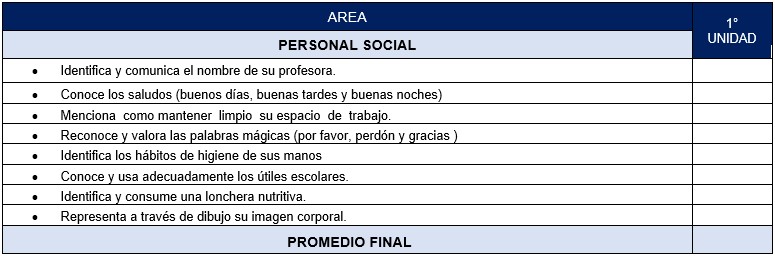 AREA
1°
UNIDAD
PERSONAL SOCIAL
• Identifica y comunica el nombre de su profesora.
• Conoce los saludos (buenos días, buenas tardes y buenas noches)
• Menciona como mantener limpio su espacio de trabajo.
• Reconoce y valora las palabras mágicas (por favor, perdón y gracias )
• Identifica los hábitos de higiene de sus manos
• Conoce y usa adecuadamente los útiles escolares.
• Identifica y consume una lonchera nutritiva.
• Representa a través de dibujo su imagen corporal.
PROMEDIO FINAL